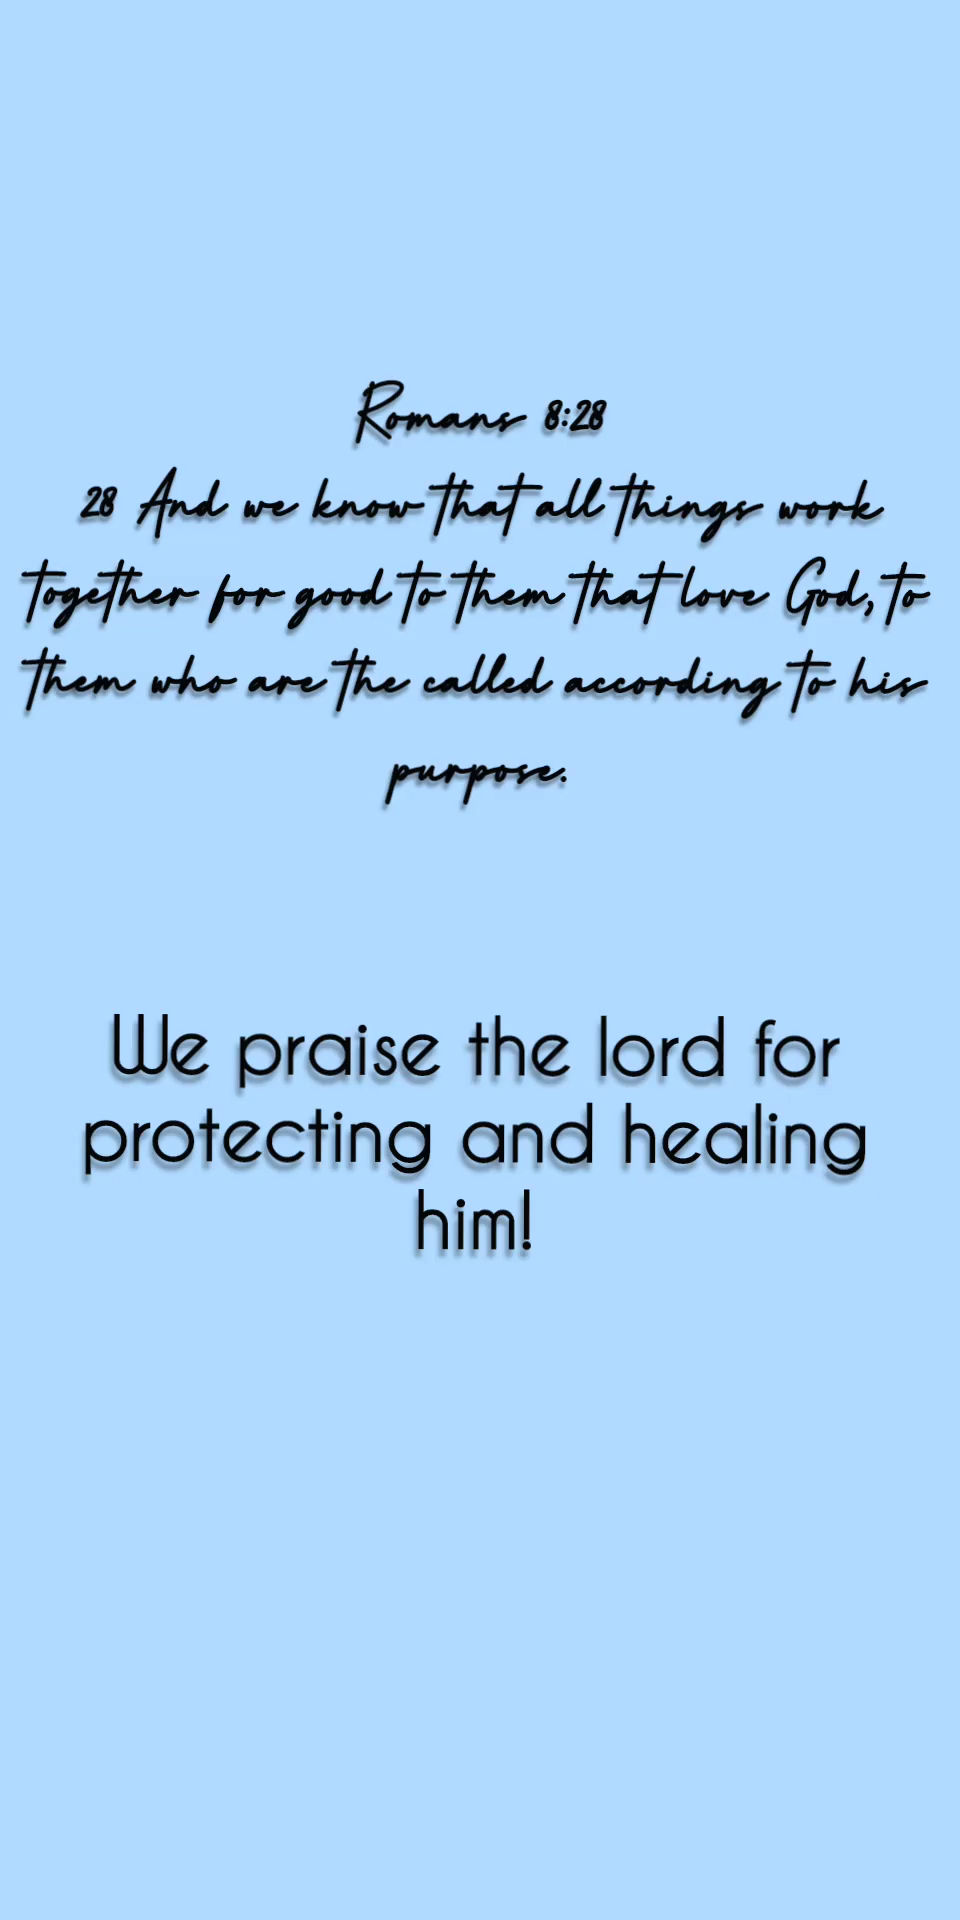 Romans 8:28
28 And we know that all things work
together for good to them that love God, to
them who are the called according to his
purpose.
We praise the lord for
protecting and healing
him!